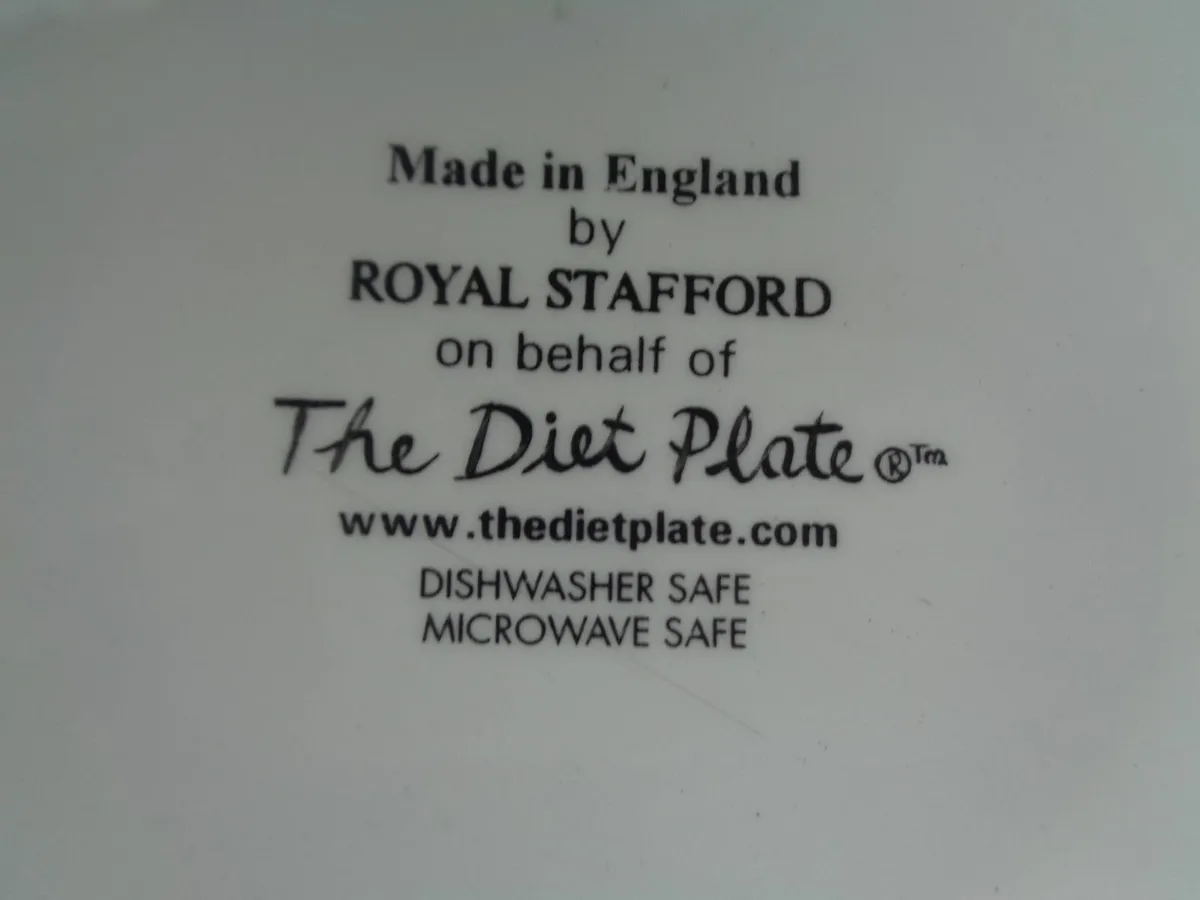 Made in England
by
ROYAL STAFFORD
on behalf of
The Diet Plate®™
www.thedietplate.com
DISHWASHER SAFE
MICROWAVE SAFE